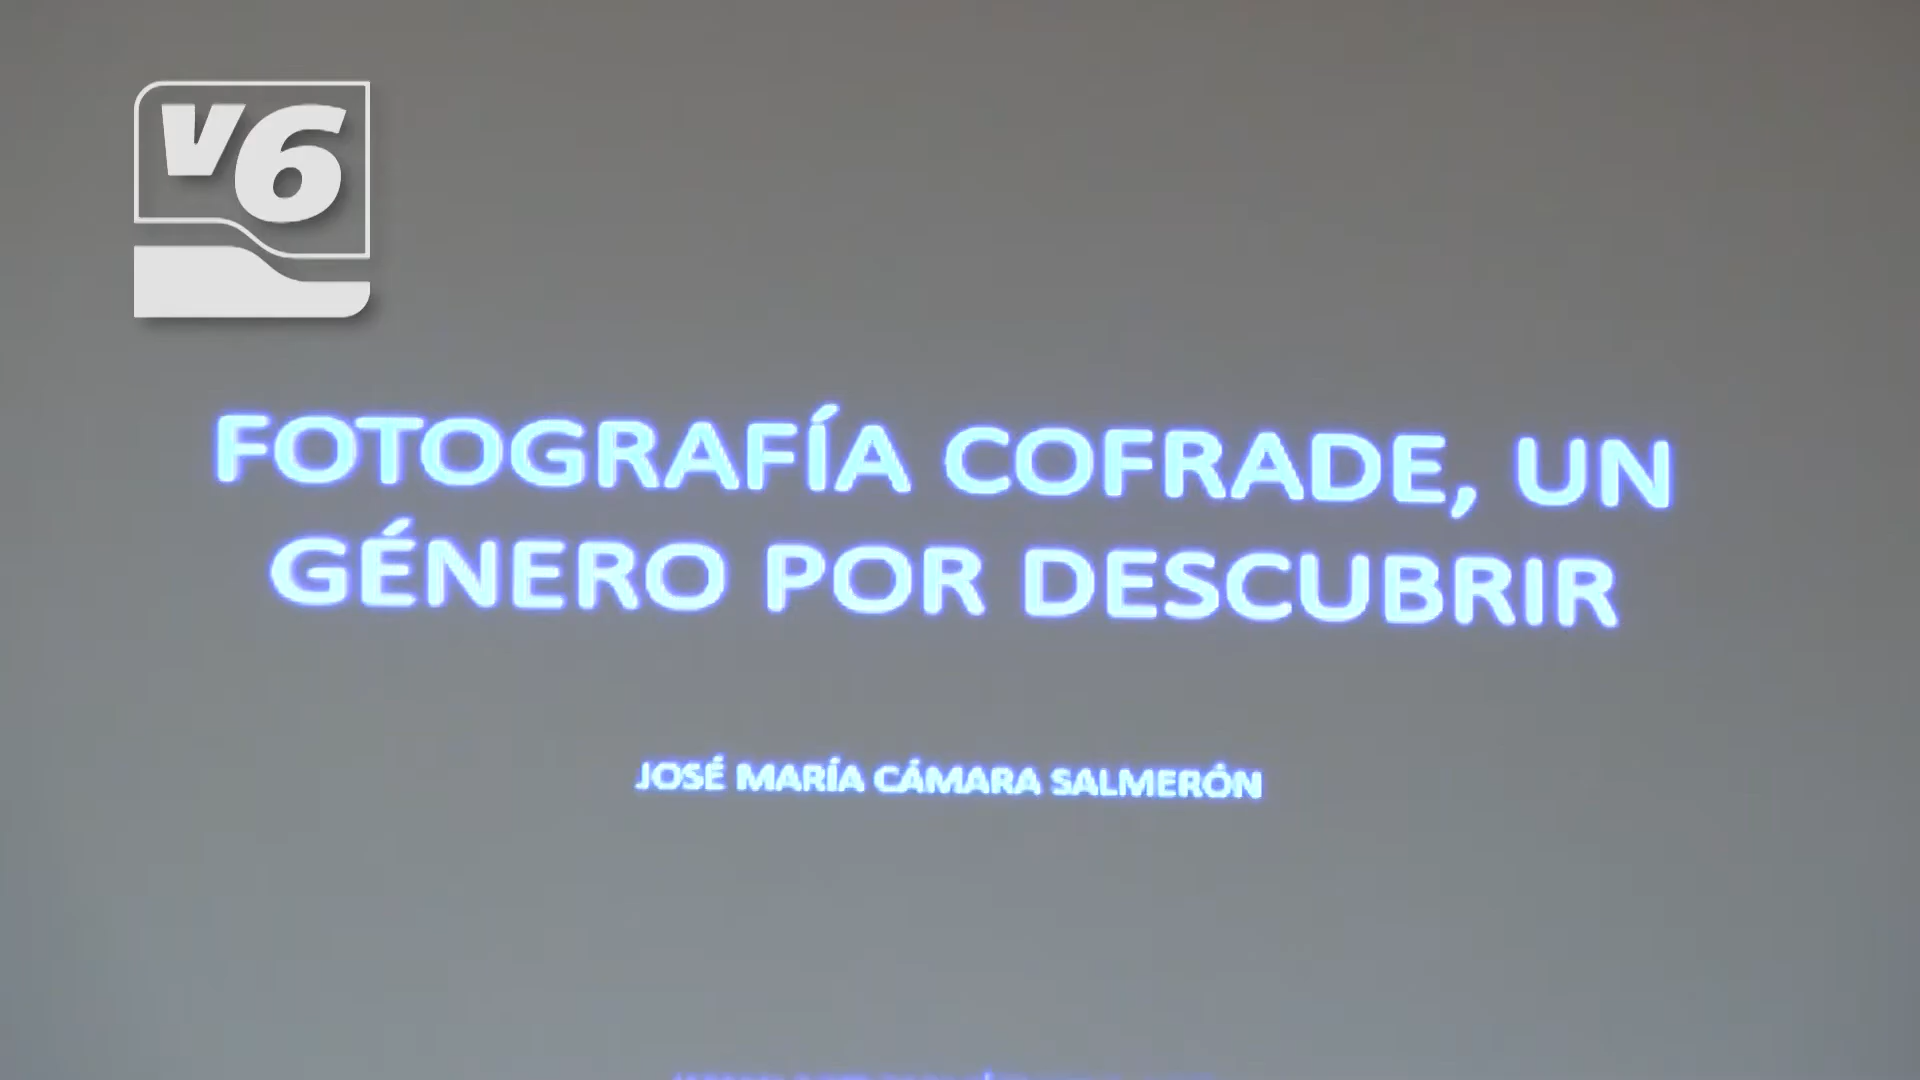 v6
FOTOGRAFÍA COFRADE, UN
GÉNERO POR DESCUBRIR
JOSÉ MARÍA CÁMARA SALMERÓN